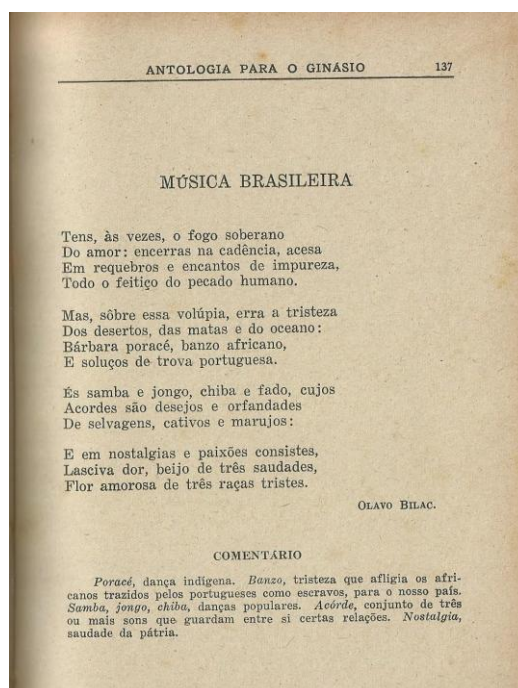 ANTOLOGIA PARA O GINÁSIO 137
MÚSICA BRASILEIRA
Tens, às vezes, o fogo soberano
Do amor: encerras na cadência, acesa
Em requebros e encantos de impureza,
Todo o feitiço do pecado humano.
Mas, sôbre essa volúpia, erra a tristeza
Dos desertos, das matas e do oceano:
Bárbara poracé, banzo africano,
E soluços de trova portuguesa.
És samba e jongo, chiba e fado, cujos
Acordes são desejos e orfandades
De selvagens, cativos e marujos:
E em nostalgias e paixões consistes,
Lasciva dor, beijo de três saudades,
Flor amorosa de três raças tristes.
OLAVO BILAC.
COMENTÁRIO
Poracé, dança indígena. Banzo, tristeza que afligia os afri-
canos trazidos pelos portugueses como escravos, para o nosso país.
Samba, jongo, chiba, danças populares. Acórde, conjunto de três
ou mais sons que guardam entre si certas relações. Nostalgia,
saudade da pátria.